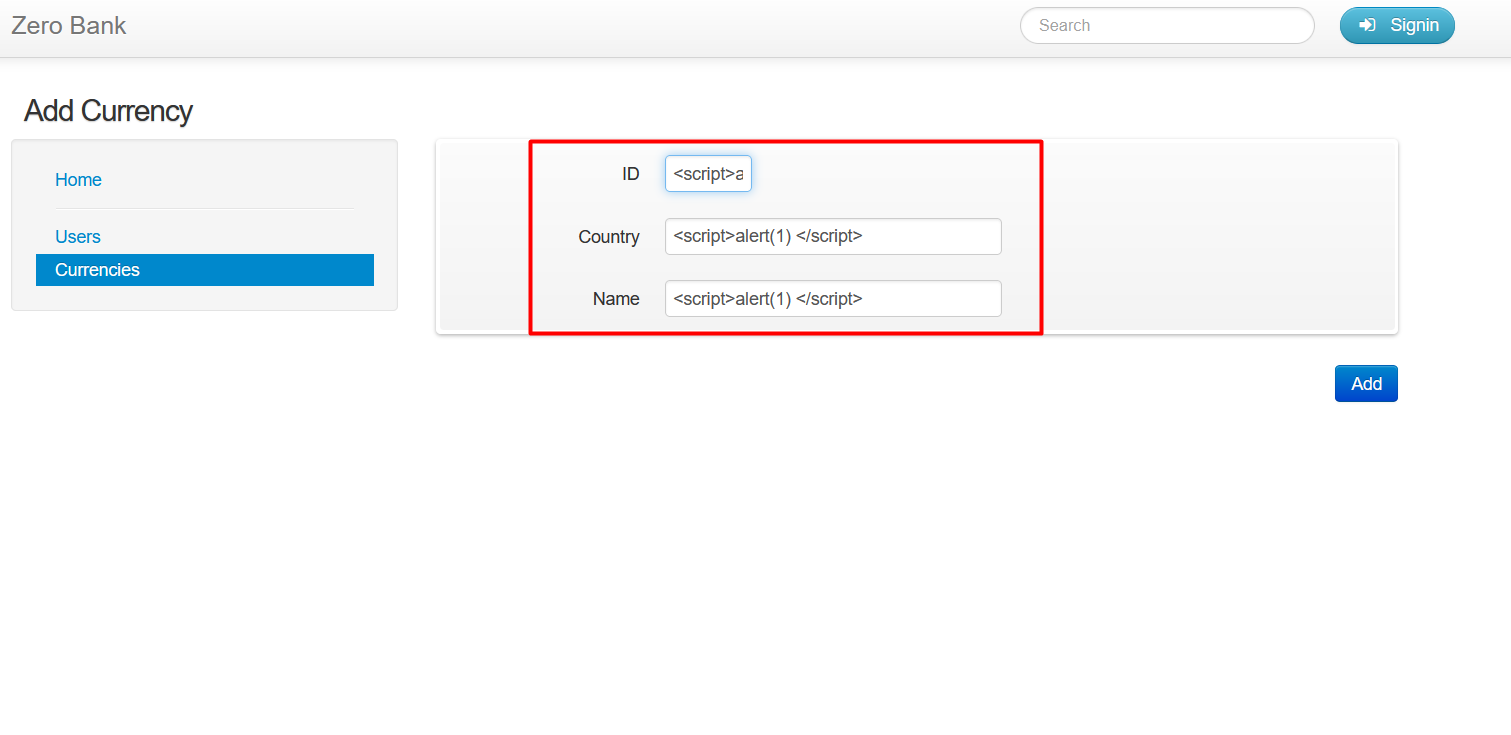 Zero Bank
Search
Signin
Add Currency
Home
Users
Currencies
ID
<script>a
Country
<script>alert(1) </script>
Name
<script>alert(1) </script>
Add